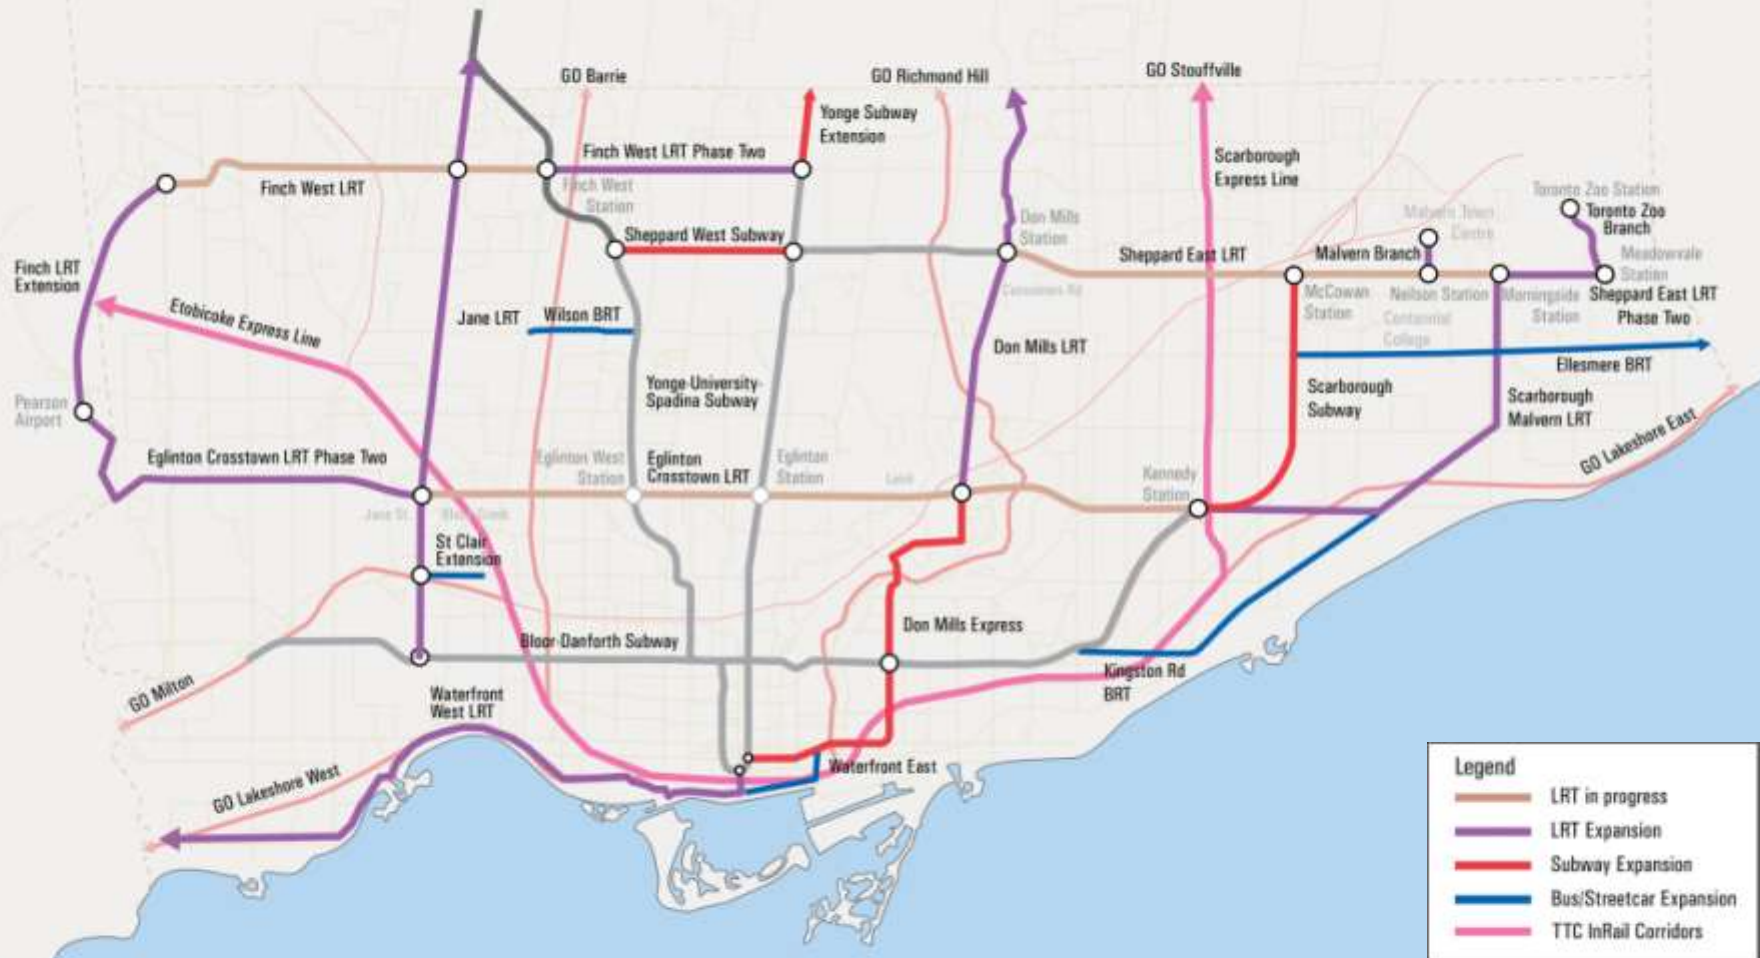 GO Barrie
GO Richmond Hill
GO Stouffville
Yonge Subway
Extension
Finch West LRT Phase Two
Scarborough
Express Line
Finch West LRT
Finch West
Station
Toronto Zoo Station
Toronto Zoo
Branch
Malvern Town
Centre
Don Mills
Station
Sheppard West Subway
Sheppard East LRT
Malvern Branch
Meadowvale
Station
Finch LRT
Extension
Etobicoke Express Line
McCowan
Station
Neilson Station
Morningside
Station
Sheppard East LRT
Phase Two
Centennial
College
Jane LRT
Wilson BRT
Don Mills LRT
Ellesmere BRT
Yonge-University-
Spadina Subway
Scarborough
Subway
Scarborough
Malvern LRT
Pearson
Airport
GO Lakeshore East
Eglinton Crosstown LRT Phase Two
Eglinton West
Station
Eglinton
Crosstown LRT
Eglinton
Station
Kennedy
Station
Jane St.
St Clair
Extension
Don Mills Express
Bloor-Danforth Subway
Kingston Rd
BRT
GO Milton
Waterfront
West LRT
Waterfront East
GO Lakeshore West
Legend
LRT in progress
LRT Expansion
Subway Expansion
Bus/Streetcar Expansion
TTC InRail Corridors